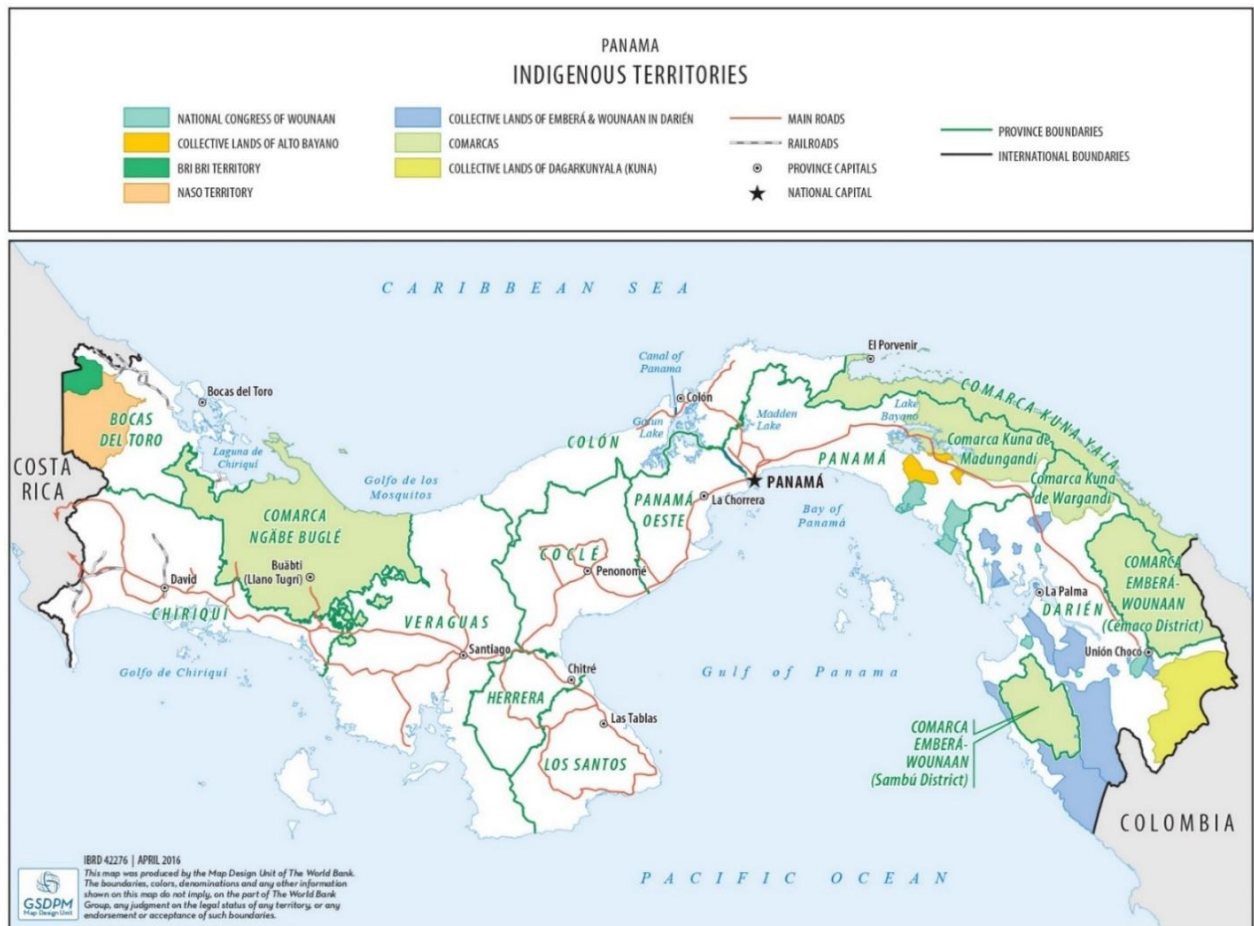 PANAMA
INDIGENOUS TERRITORIES
NATIONAL CONGRESS OF WOUNAAN
COLLECTIVE LANDS OF ALTO BAYANO
BRI BRI TERRITORY
NASO TERRITORY
COLLECTIVE LANDS OF EMBERÁ & WOUNAAN IN DARIÉN
COMARCAS
COLLECTIVE LANDS OF DAGARKUNYALA (KUNA)
MAIN ROADS
RAILROADS
PROVINCE CAPITALS
NATIONAL CAPITAL
PROVINCE BOUNDARIES
INTERNATIONAL BOUNDARIES
CARIBBEAN SEA
El Porvenir
Canal of
Panama
Colón
Bocas del Toro
BOCAS
DEL TORO
Laguna de
Chiriquí
COSTA
RICA
Golfo de los
Mosquitos
COLÓN
Gatun
Lake
Madden
Lake
Lake
Bayano
COMARCA KUNA YALA
Comarca Kuna de
Madungandí
Comarca Kuna
de Wargandí
PANAMÁ
PANAMÁ
PANAMÁ
OESTE
La Chorrera
Bay of
Panamá
COMARCA
NGÄBE BUGLÉ
Buäbti
(Llano Tugrí)
COCLÉ
Penonomé
David
CHIRIQUÍ
VERAGUAS
Santiago
Golfo de Chiriquí
Chitré
HERRERA
Las Tablas
LOS SANTOS
Gulf of Panama
La Palma
DARIÉN
COMARCA
EMBERÁ-
WOUNAAN
(Cémaco District)
Unión Chocó
COMARCA
EMBERÁ-
WOUNAAN
(Sambú District)
COLOMBIA
PACIFIC OCEAN
IBRD 42276 | APRIL 2016
This map was produced by the Map Design Unit of The World Bank.
The boundaries, colors, denominations and any other information
shown on this map do not imply, on the part of The World Bank
Group, any judgment on the legal status of any territory, or any
endorsement or acceptance of such boundaries.
GSDPM
Map Design Unit